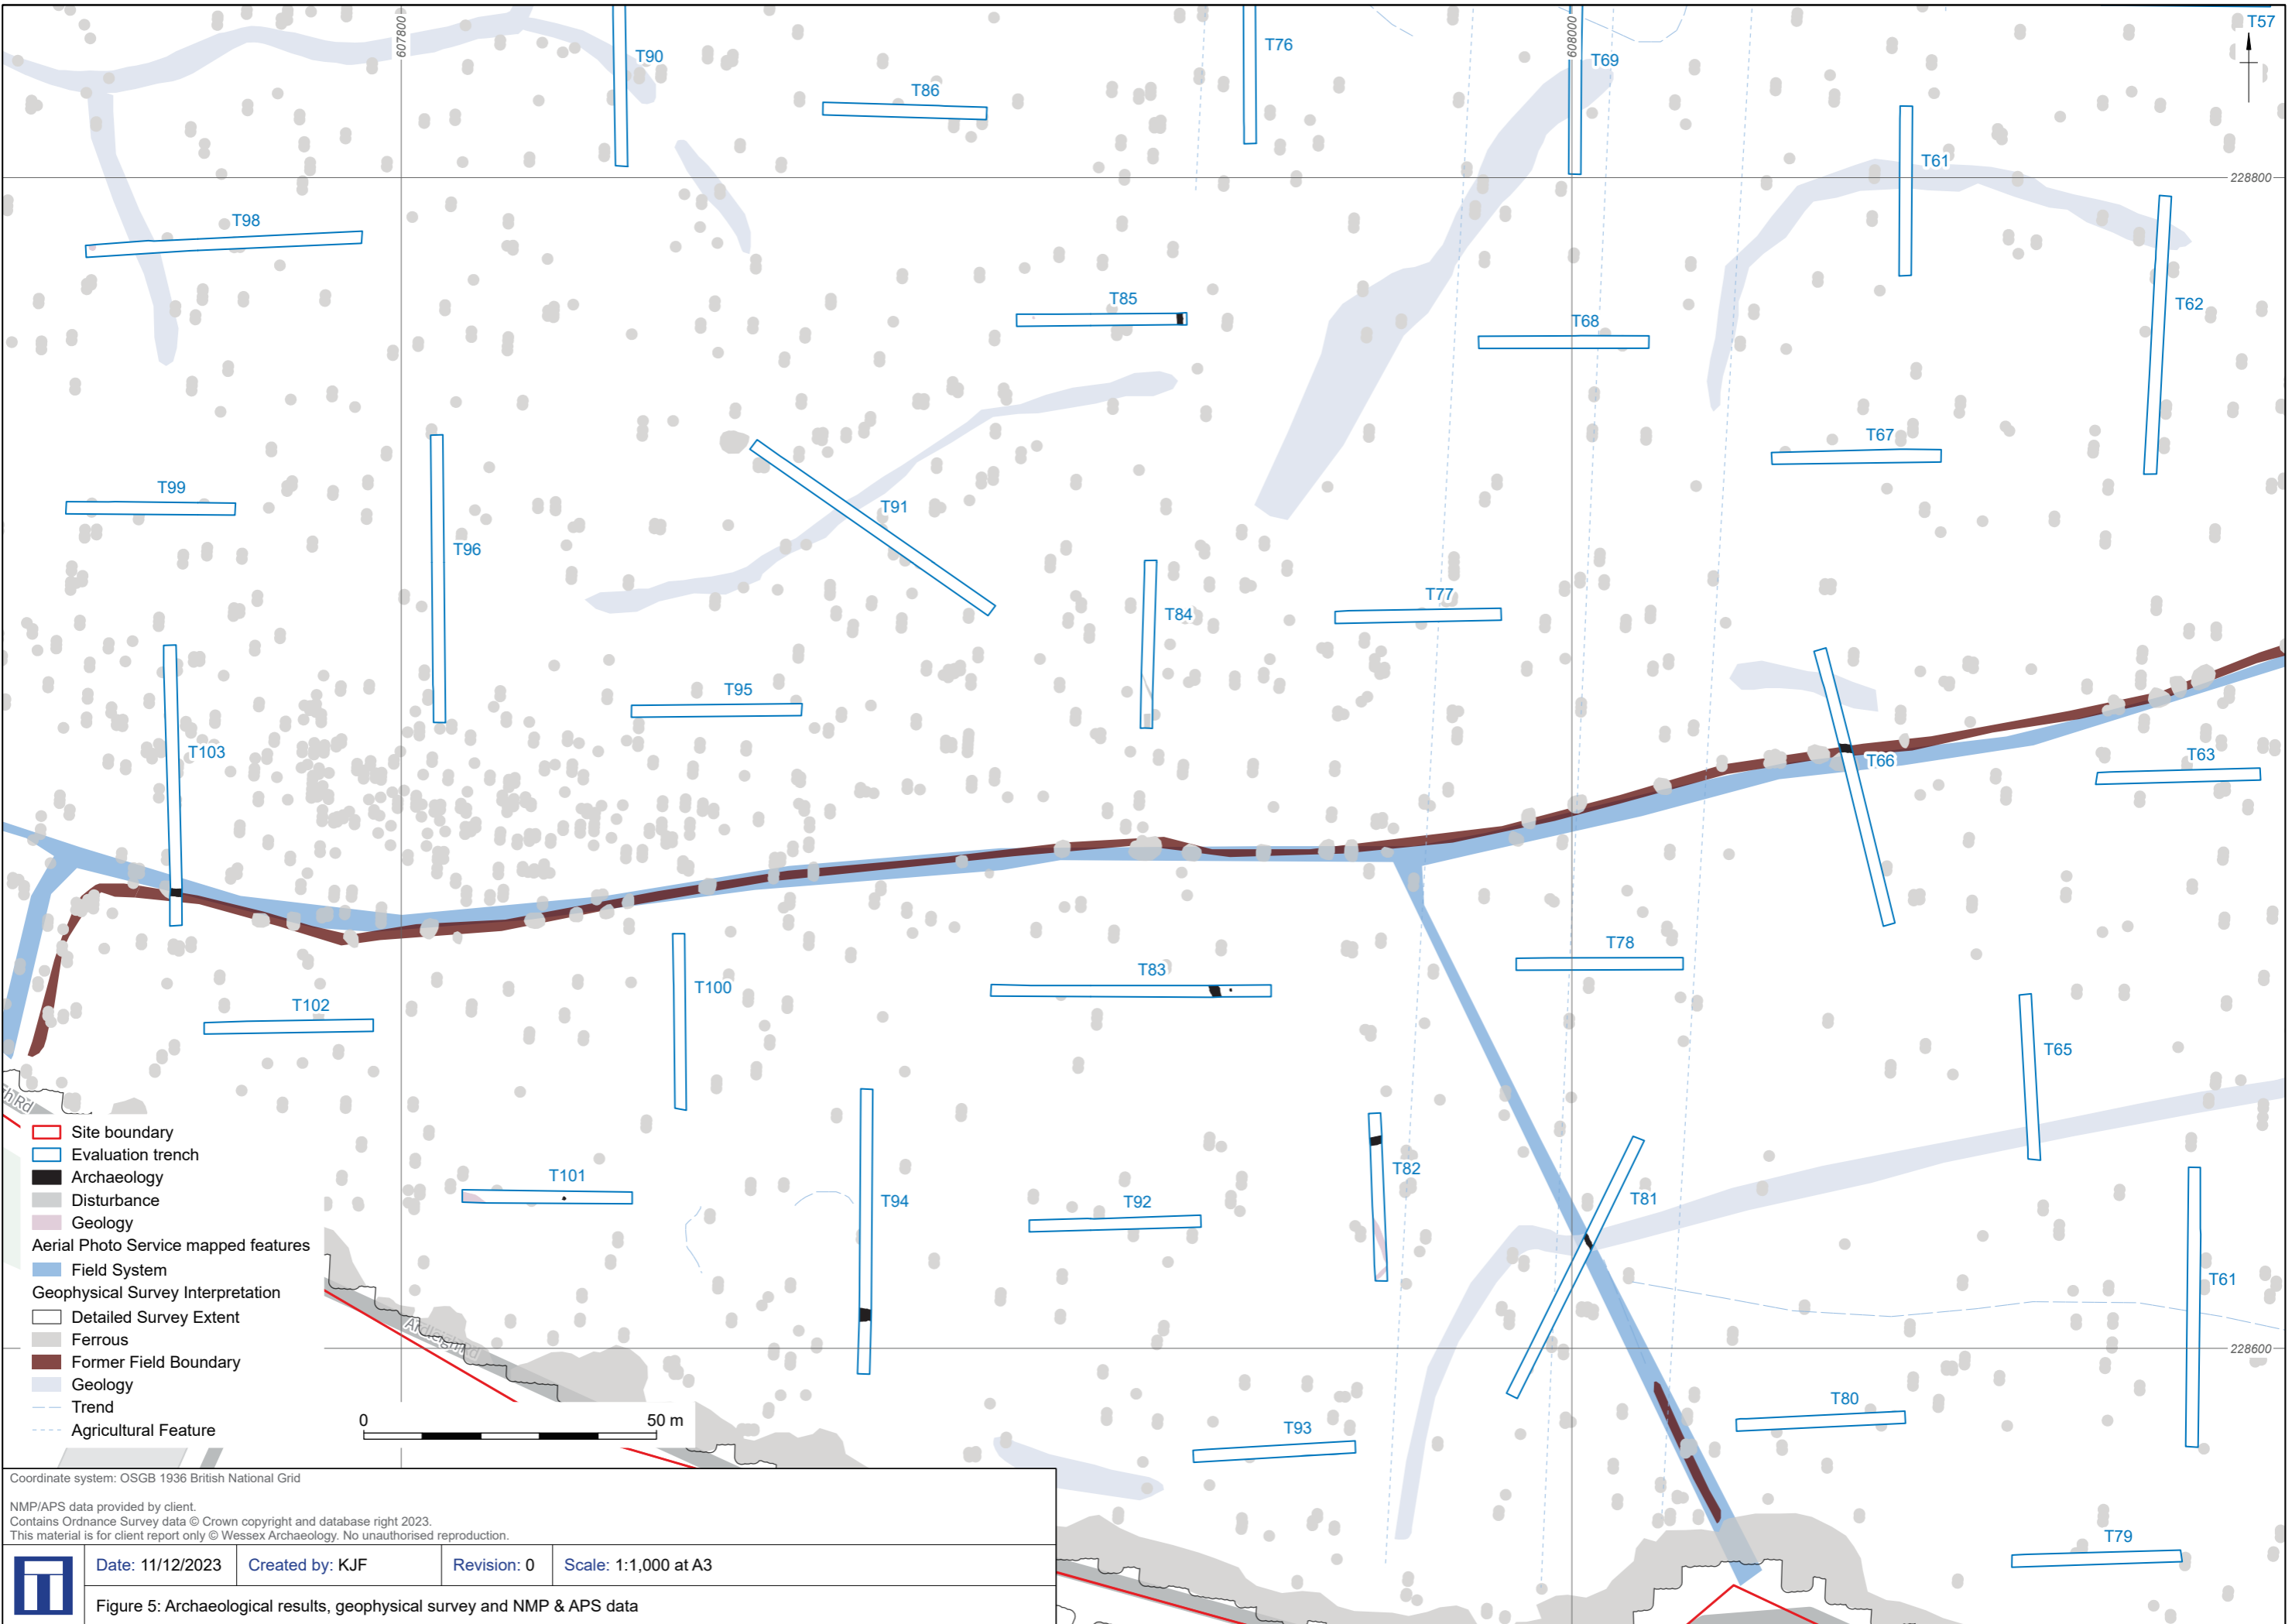 T57
T90
T76
T69
T86
607800
608000
T61
228800
T98
T85
T62
T68
T67
T99
T91
T96
T84
T77
T95
T103
T66
T63
T83
T78
T100
T102
T65
T101
T94
T92
T82
T81
T61
228600
T80
T93
T79
Ardleigh Rd
Site boundary
Evaluation trench
Archaeology
Disturbance
Geology
Aerial Photo Service mapped features
Field System
Geophysical Survey Interpretation
Detailed Survey Extent
Ferrous
Former Field Boundary
Geology
Trend
Agricultural Feature
0 50 m
Coordinate system: OSGB 1936 British National Grid
NMP/APS data provided by client.
Contains Ordnance Survey data © Crown copyright and database right 2023.
This material is for client report only © Wessex Archaeology. No unauthorised reproduction.
Date: 11/12/2023 Created by: KJF Revision: 0 Scale: 1:1,000 at A3
Figure 5: Archaeological results, geophysical survey and NMP & APS data